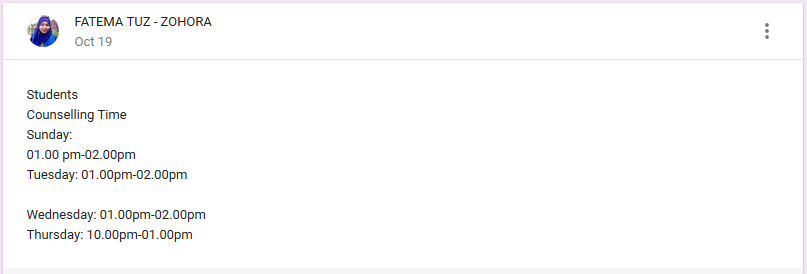 FATEMA TUZ - ZOHORA
Oct 19
Students
Counselling Time
Sunday:
01.00 pm-02.00pm
Tuesday: 01.00pm-02.00pm
Wednesday: 01.00pm-02.00pm
Thursday: 10.00pm-01.00pm